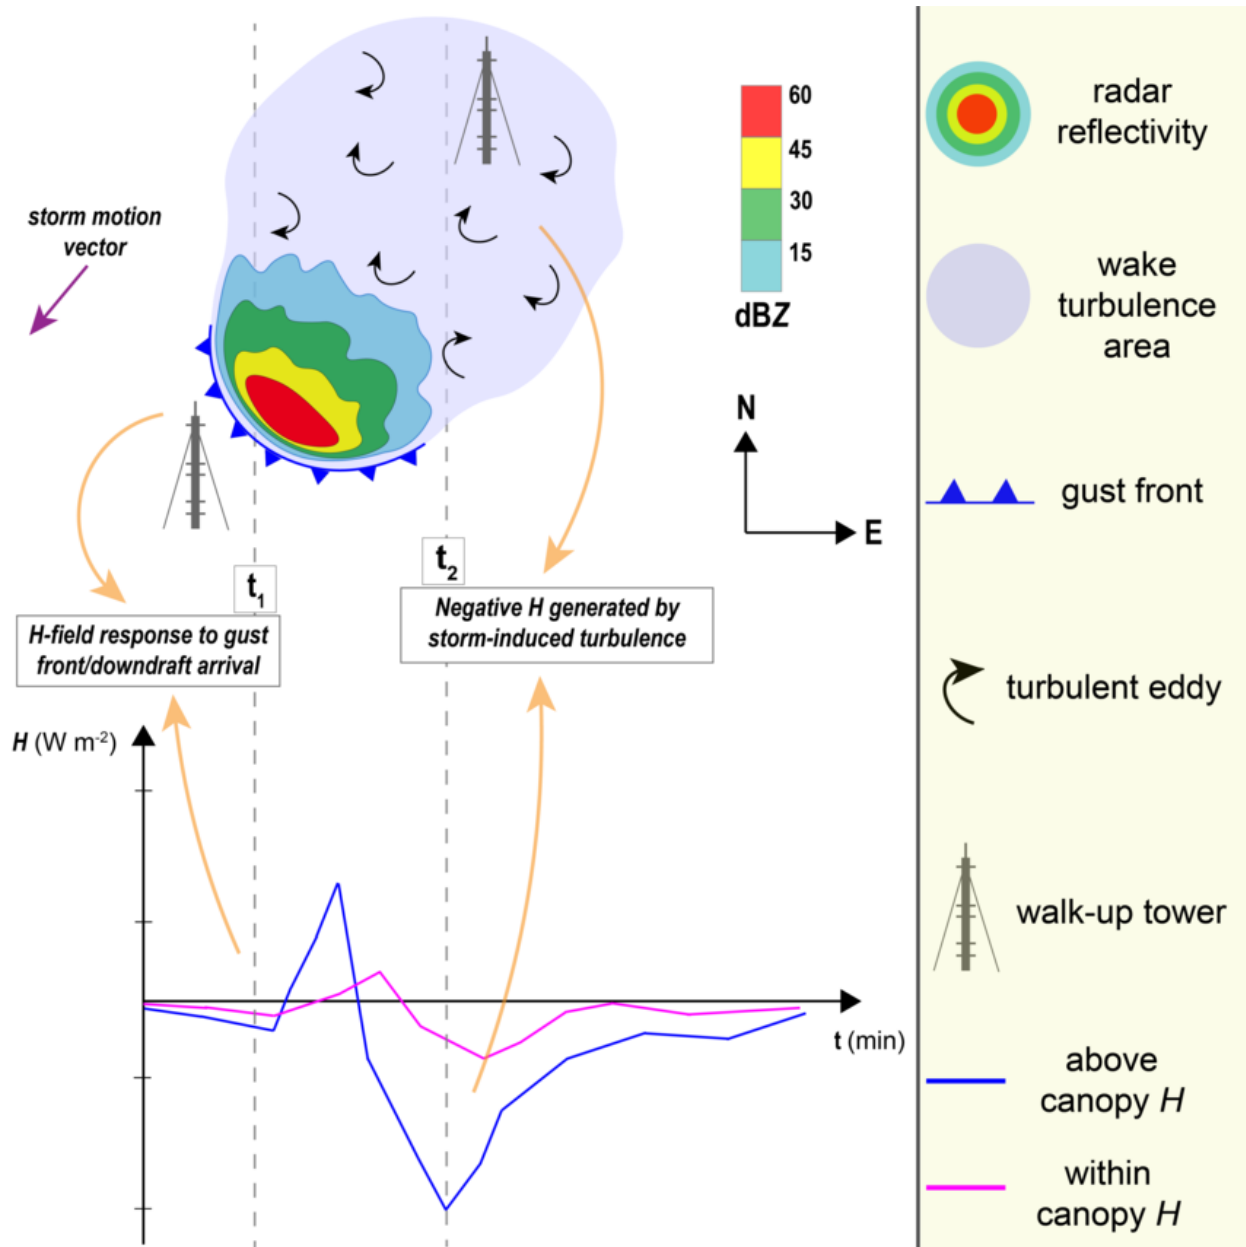 storm motion
vector
60
45
30
15
dBZ
N
E
t1
t2
H-field response to gust
front/downdraft arrival
Negative H generated by
storm-induced turbulence
H (W m-2)
t (min)
radar
reflectivity
wake
turbulence
area
gust front
turbulent eddy
walk-up tower
above
canopy H
within
canopy H